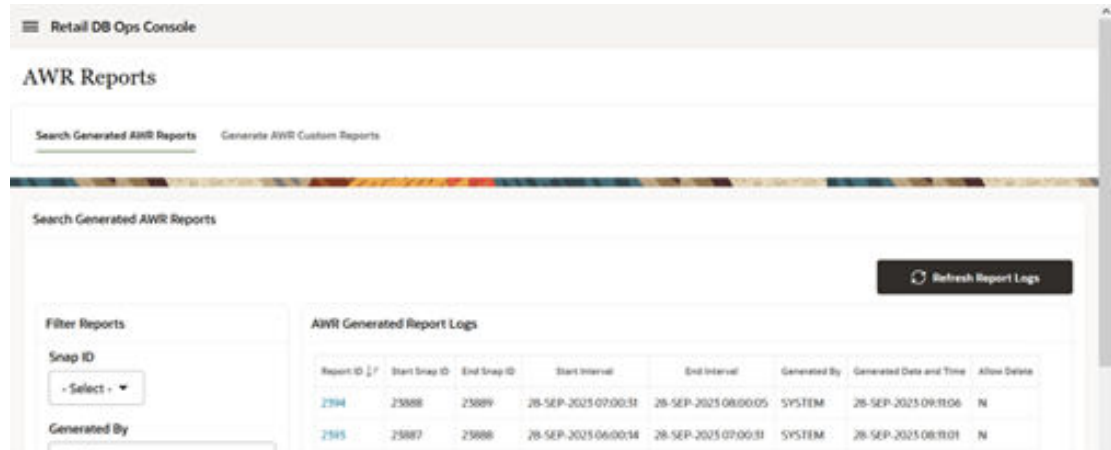 Retail DB Ops Console
AWR Reports
Search Generated AWR Reports Generate AWR Custom Reports
Search Generated AWR Reports
Refresh Report Logs
Filter Reports
Snap ID
- Select -
Generated By
AWR Generated Report Logs
Report ID Start Snap ID End Snap ID Start Interval End Interval Generated By Generated Date and Time Allow Delete
23888 23889 28-SEP-2023 07:00:31 28-SEP-2023 08:00:05 SYSTEM 28-SEP-2023 09:11:06 N
23887 23888 28-SEP-2023 06:00:14 28-SEP-2023 07:00:31 SYSTEM 28-SEP-2023 08:11:01 N